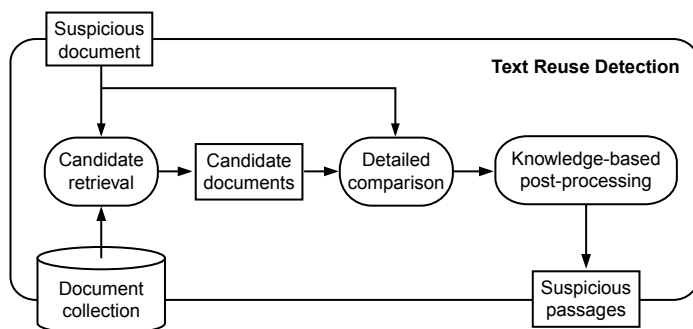 Suspicious
document
Text Reuse Detection
Candidate
retrieval
Candidate
documents
Detailed
comparison
Knowledge-based
post-processing
Document
collection
Suspicious
passages